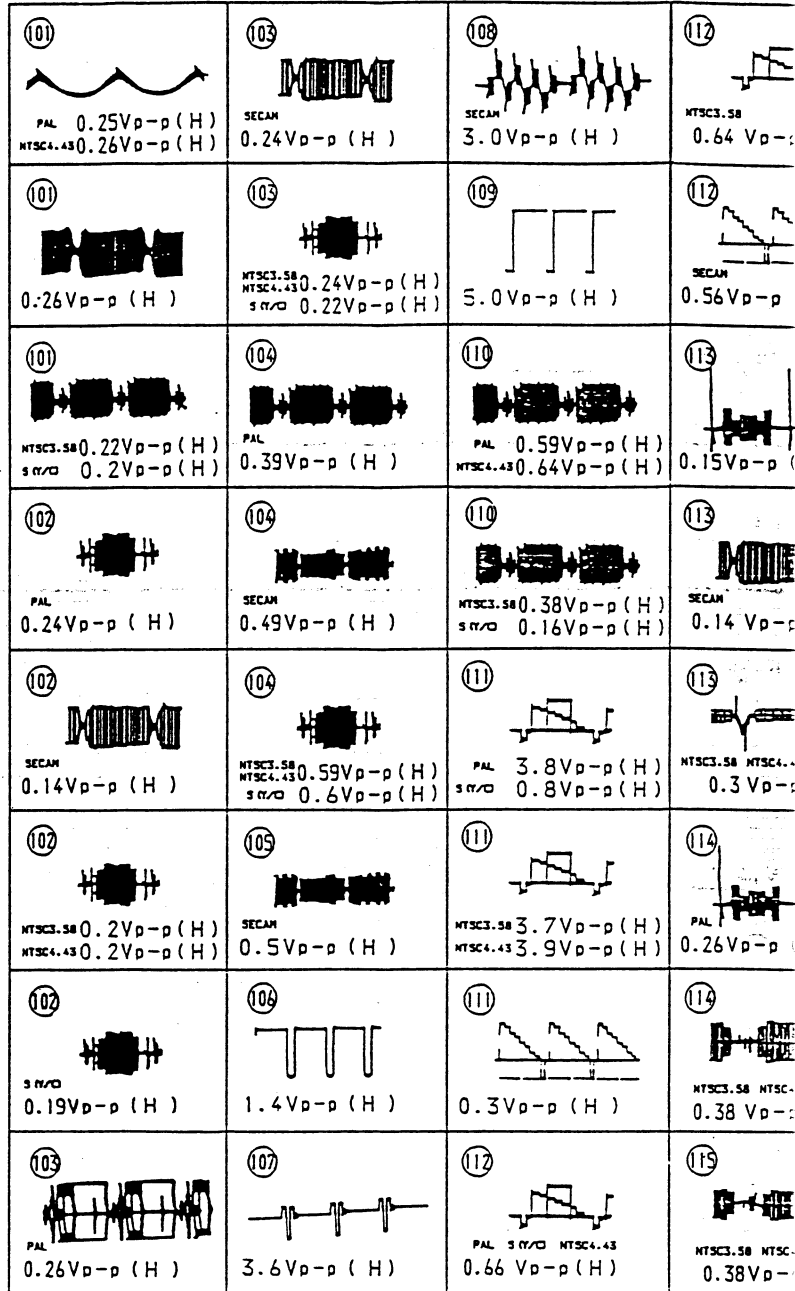 101
PAL 0.25Vp-p (H)
NTSC4.43 0.26Vp-p (H)
101
0.26Vp-p (H)
101
NTSC3.58 0.22Vp-p (H)
S (Y/C) 0.2Vp-p (H)
102
PAL
0.24Vp-p (H)
102
SECAM
0.14Vp-p (H)
102
NTSC3.58 0.2Vp-p (H)
NTSC4.43 0.2Vp-p (H)
102
S (Y/C)
0.19Vp-p (H)
103
PAL
0.26Vp-p (H)
103
SECAM
0.24Vp-p (H)
103
NTSC3.58
NTSC4.43 0.24Vp-p (H)
S (Y/C) 0.22Vp-p (H)
104
PAL
0.39Vp-p (H)
104
SECAM
0.49Vp-p (H)
104
NTSC3.58
NTSC4.43 0.59Vp-p (H)
S (Y/C) 0.6Vp-p (H)
105
SECAM
0.5Vp-p (H)
106
1.4Vp-p (H)
107
3.6Vp-p (H)
108
SECAM
3.0Vp-p (H)
109
5.0Vp-p (H)
110
PAL 0.59Vp-p (H)
NTSC4.43 0.64Vp-p (H)
110
NTSC3.58 0.38Vp-p (H)
S (Y/C) 0.16Vp-p (H)
111
PAL 3.8Vp-p (H)
S (Y/C) 0.8Vp-p (H)
111
NTSC3.58 3.7Vp-p (H)
NTSC4.43 3.9Vp-p (H)
111
0.3Vp-p (H)
112
PAL S (Y/C) NTSC4.43
0.66 Vp-p (H)
112
NTSC3.58
0.64 Vp-
112
SECAM
0.56Vp-p
113
0.15Vp-p (
113
SECAM
0.14 Vp-
113
NTSC3.58 NTSC4.
0.3 Vp-
114
PAL
0.26Vp-p
114
NTSC3.58 NTSC
0.38 Vp-
115
NTSC3.58 NTSC
0.38Vp-